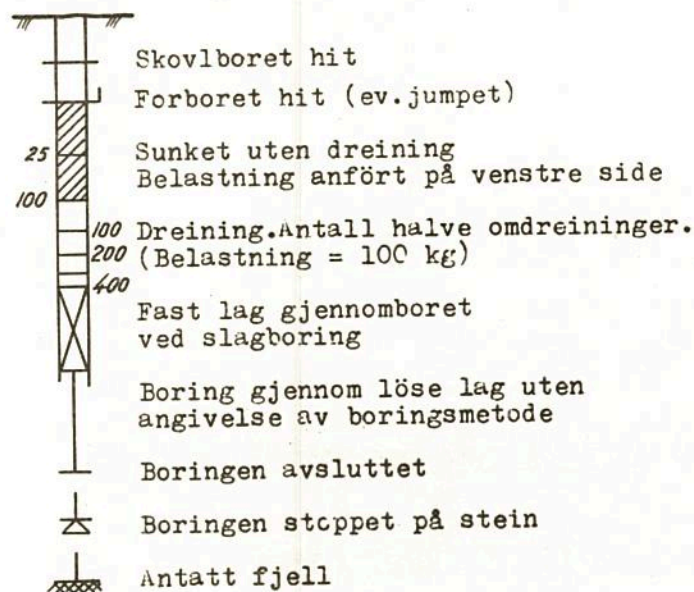 Skovlboret hit
Forboret hit (ev.jumpet)
25 Sunket uten dreining
Belastning anført på venstre side
100
100 Dreining.Antall halve omdreininger.
200 (Belastning = 100 kg)
400
Fast lag gjennomboret
ved slagboring
Boring gjennom löse lag uten
angivelse av boringsmetode
Boringen avsluttet
Boringen stoppet på stein
Antatt fjell